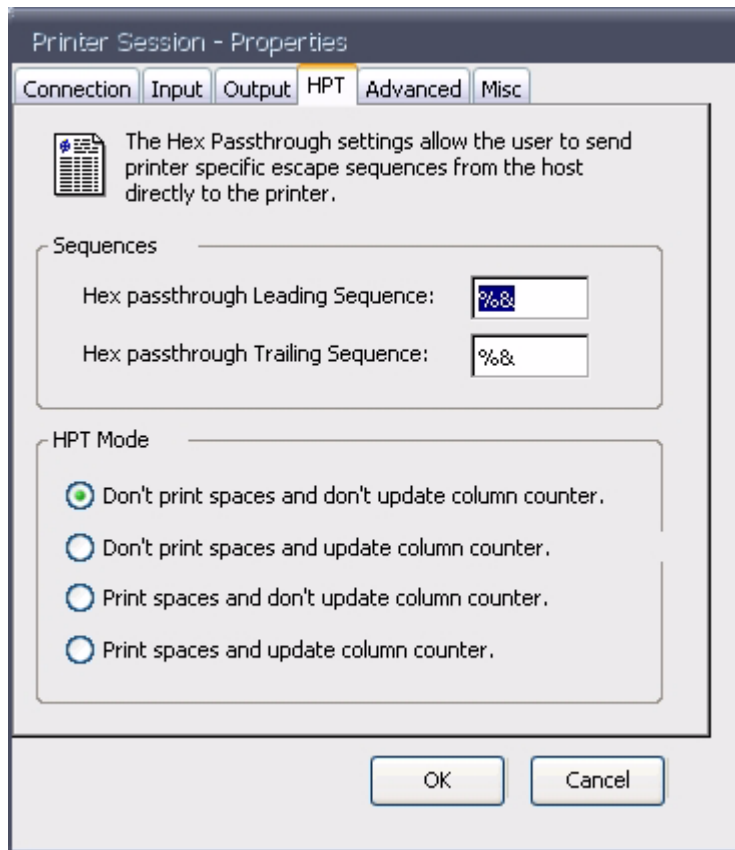 Printer Session - Properties
Connection Input Output HPT Advanced Misc
The Hex Passthrough settings allow the user to send
printer specific escape sequences from the host
directly to the printer.
Sequences
Hex passthrough Leading Sequence: %&
Hex passthrough Trailing Sequence: %&
HPT Mode
Don't print spaces and don't update column counter.
Don't print spaces and update column counter.
Print spaces and don't update column counter.
Print spaces and update column counter.
OK Cancel